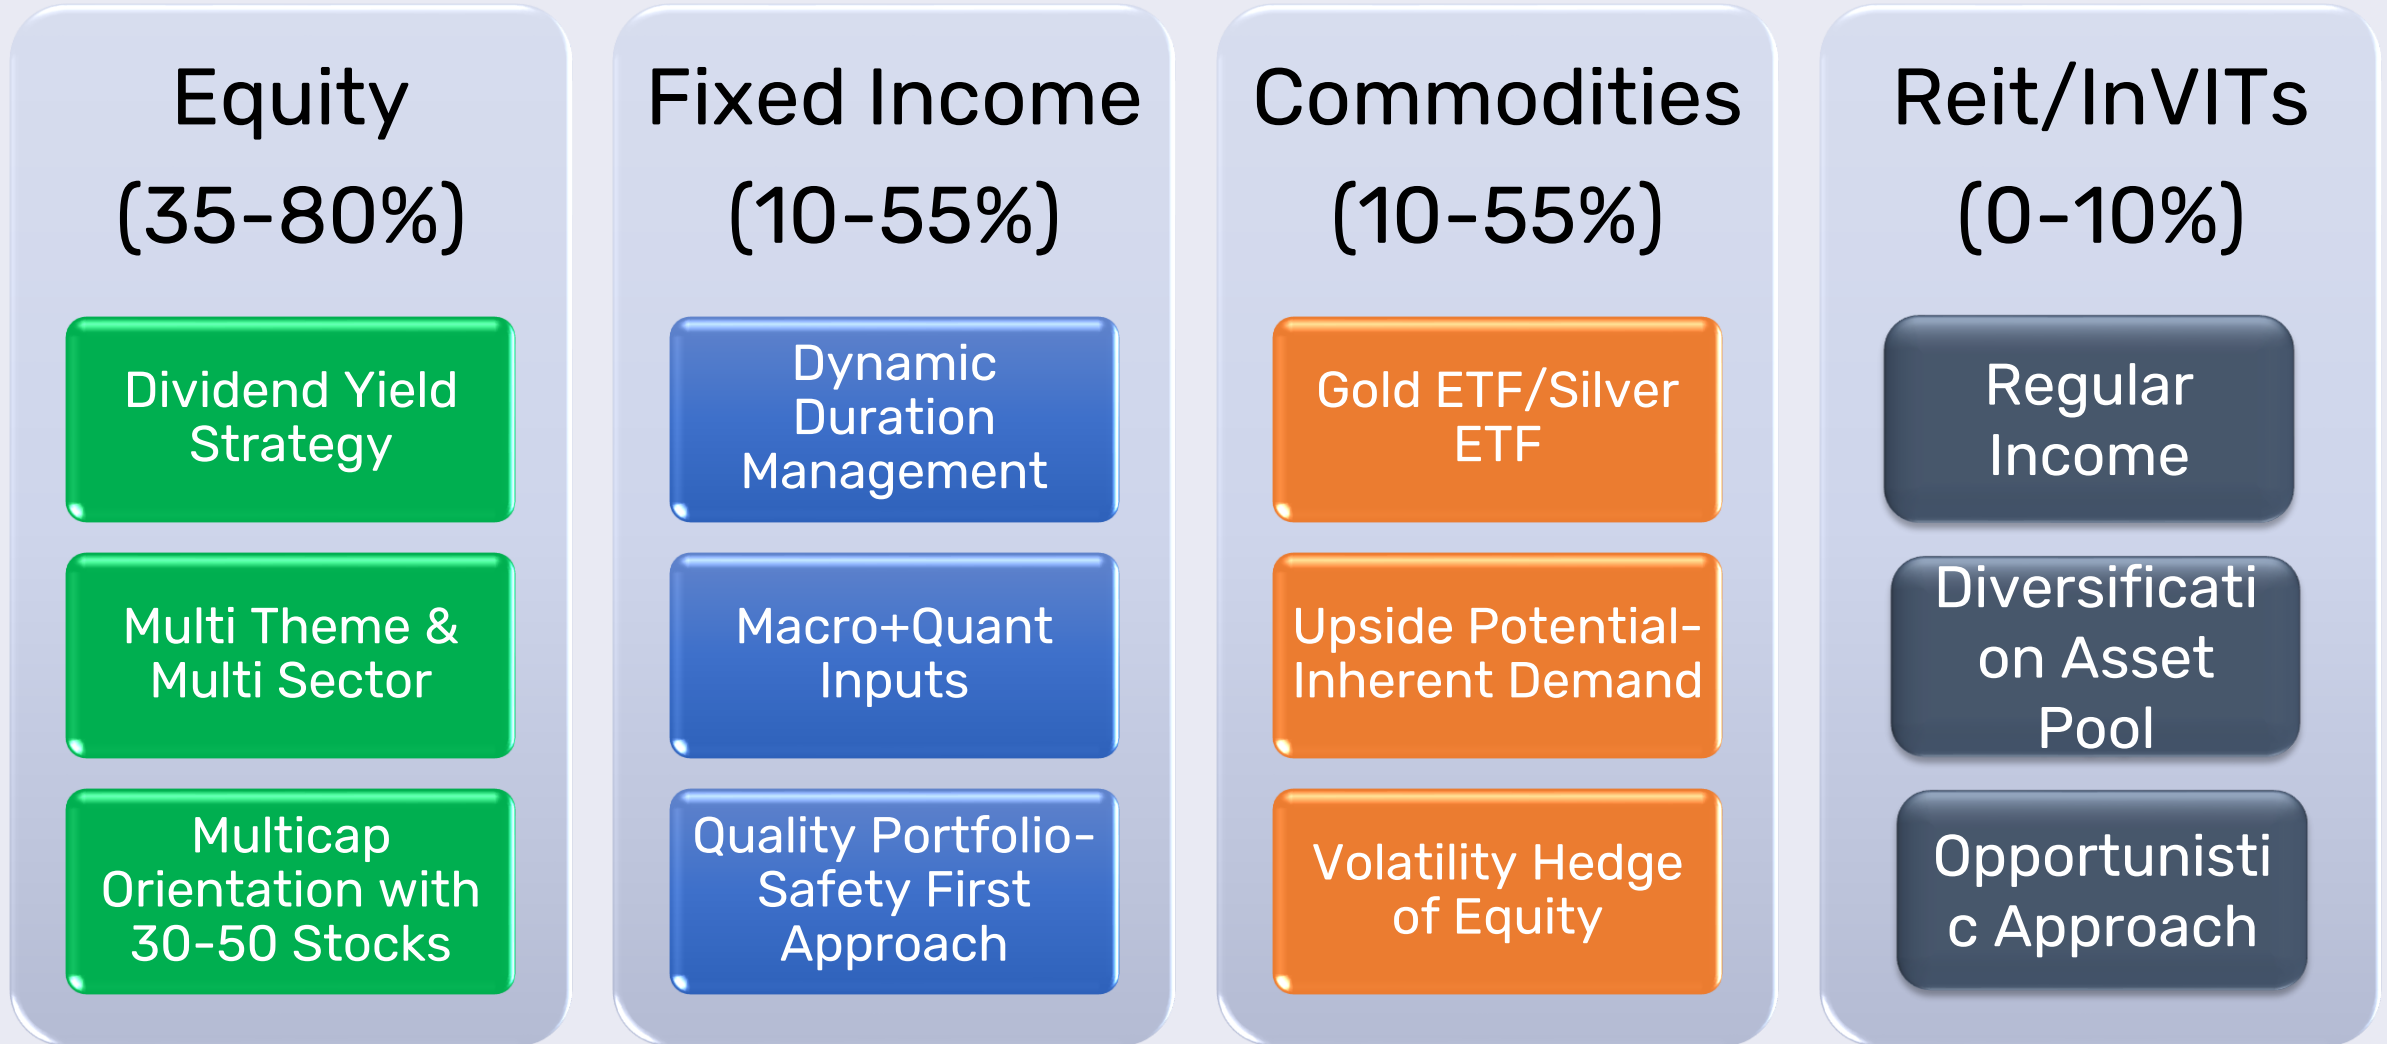 Equity
(35-80%)
Dividend Yield
Strategy
Multi Theme &
Multi Sector
Multicap
Orientation with
30-50 Stocks
Fixed Income
(10-55%)
Dynamic
Duration
Management
Macro+Quant
Inputs
Quality Portfolio-
Safety First
Approach
Commodities
(10-55%)
Gold ETF/Silver
ETF
Upside Potential-
Inherent Demand
Volatility Hedge
of Equity
Reit/InVITs
(0-10%)
Regular
Income
Diversificati
on Asset
Pool
Opportunisti
c Approach